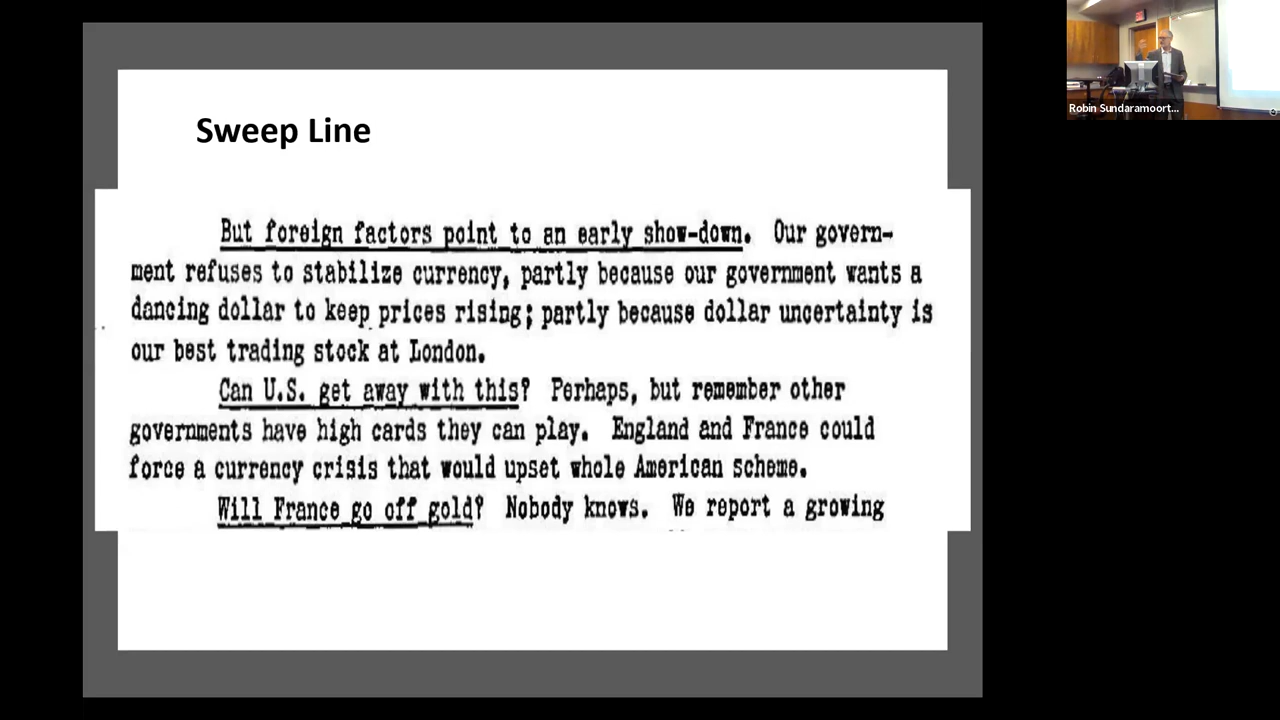 Sweep Line
But foreign factors point to an early show-down. Our govern-
ment refuses to stabilize currency, partly because our government wants a
dancing dollar to keep prices rising; partly because dollar uncertainty is
our best trading stock at London.
Can U.S. get away with this? Perhaps, but remember other
governments have high cards they can play. England and France could
force a currency crisis that would upset whole American scheme.
Will France go off gold? Nobody knows. We report a growing
Robin Sundaramoort...